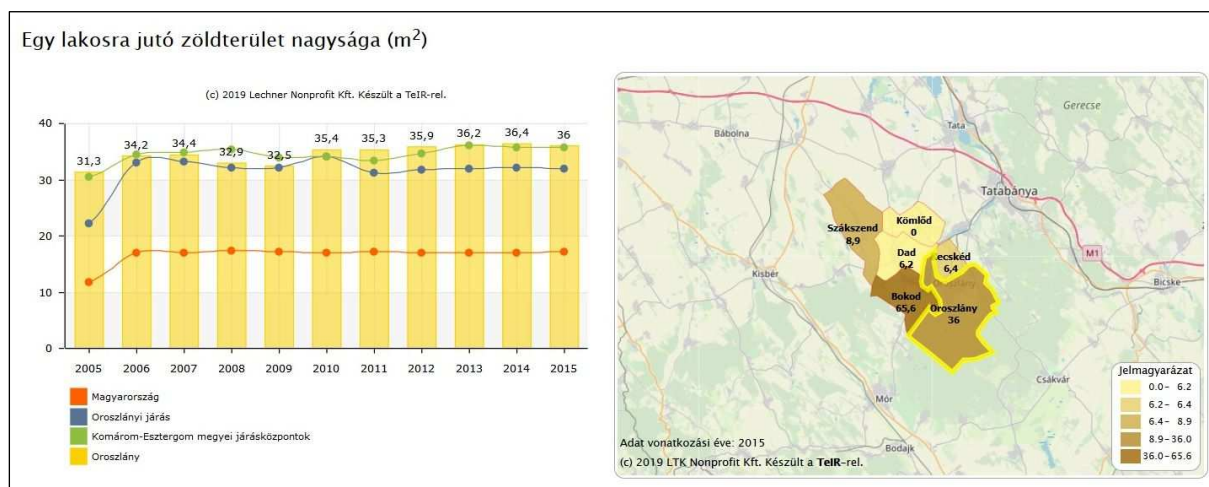 Egy lakosra jutó zöldterület nagysága (m²)
(c) 2019 Lechner Nonprofit Kft. Készült a TeIR-rel.
40
30
20
10
0
31,3
34,2
34,4
32,9
32,5
35,4
35,3
35,9
36,2
36,4
36
2005
2006
2007
2008
2009
2010
2011
2012
2013
2014
2015
Magyarország
Oroszlányi járás
Komárom-Esztergom megyei járásközpontok
Oroszlány
Gerecse
Bábolna
Tata
Tatabánya
Kömlőd
0
Szákszend
8,9
Dad
6,2
ecskéd
6,4
M1
Kisbér
Bicske
Bokod
65,6
Oroszlány
36
Csákvár
Mór
Bodajk
Adat vonatkozási éve: 2015
(c) 2019 LTK Nonprofit Kft. Készült a TeIR-rel.
Jelmagyarázat
0.0- 6.2
6.2- 6.4
6.4- 8.9
8.9-36.0
36.0-65.6